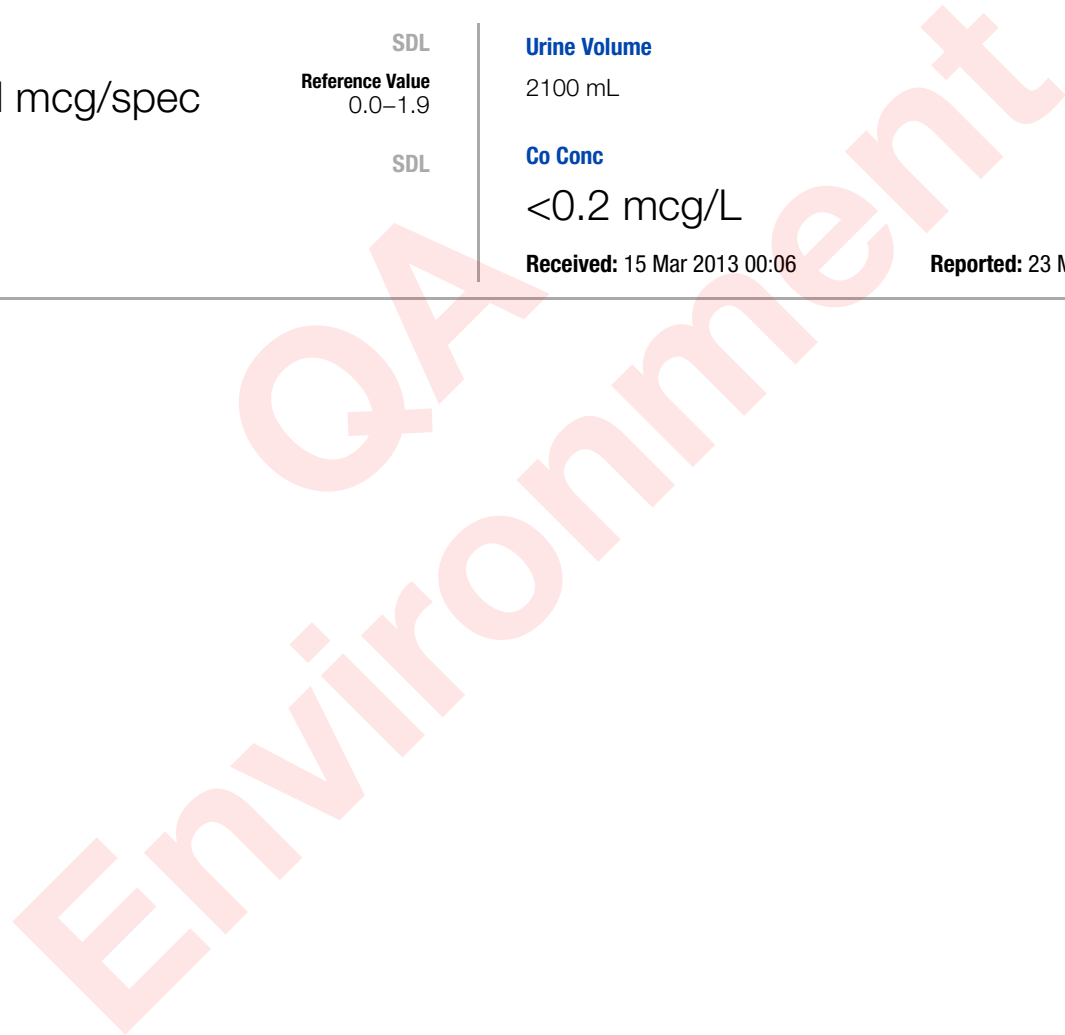 SDL
mcg/spec
Reference Value
0.0–1.9
SDL
Urine Volume
2100 mL
Co Conc
<0.2 mcg/L
Received: 15 Mar 2013 00:06 Reported: 23
QA
Environment